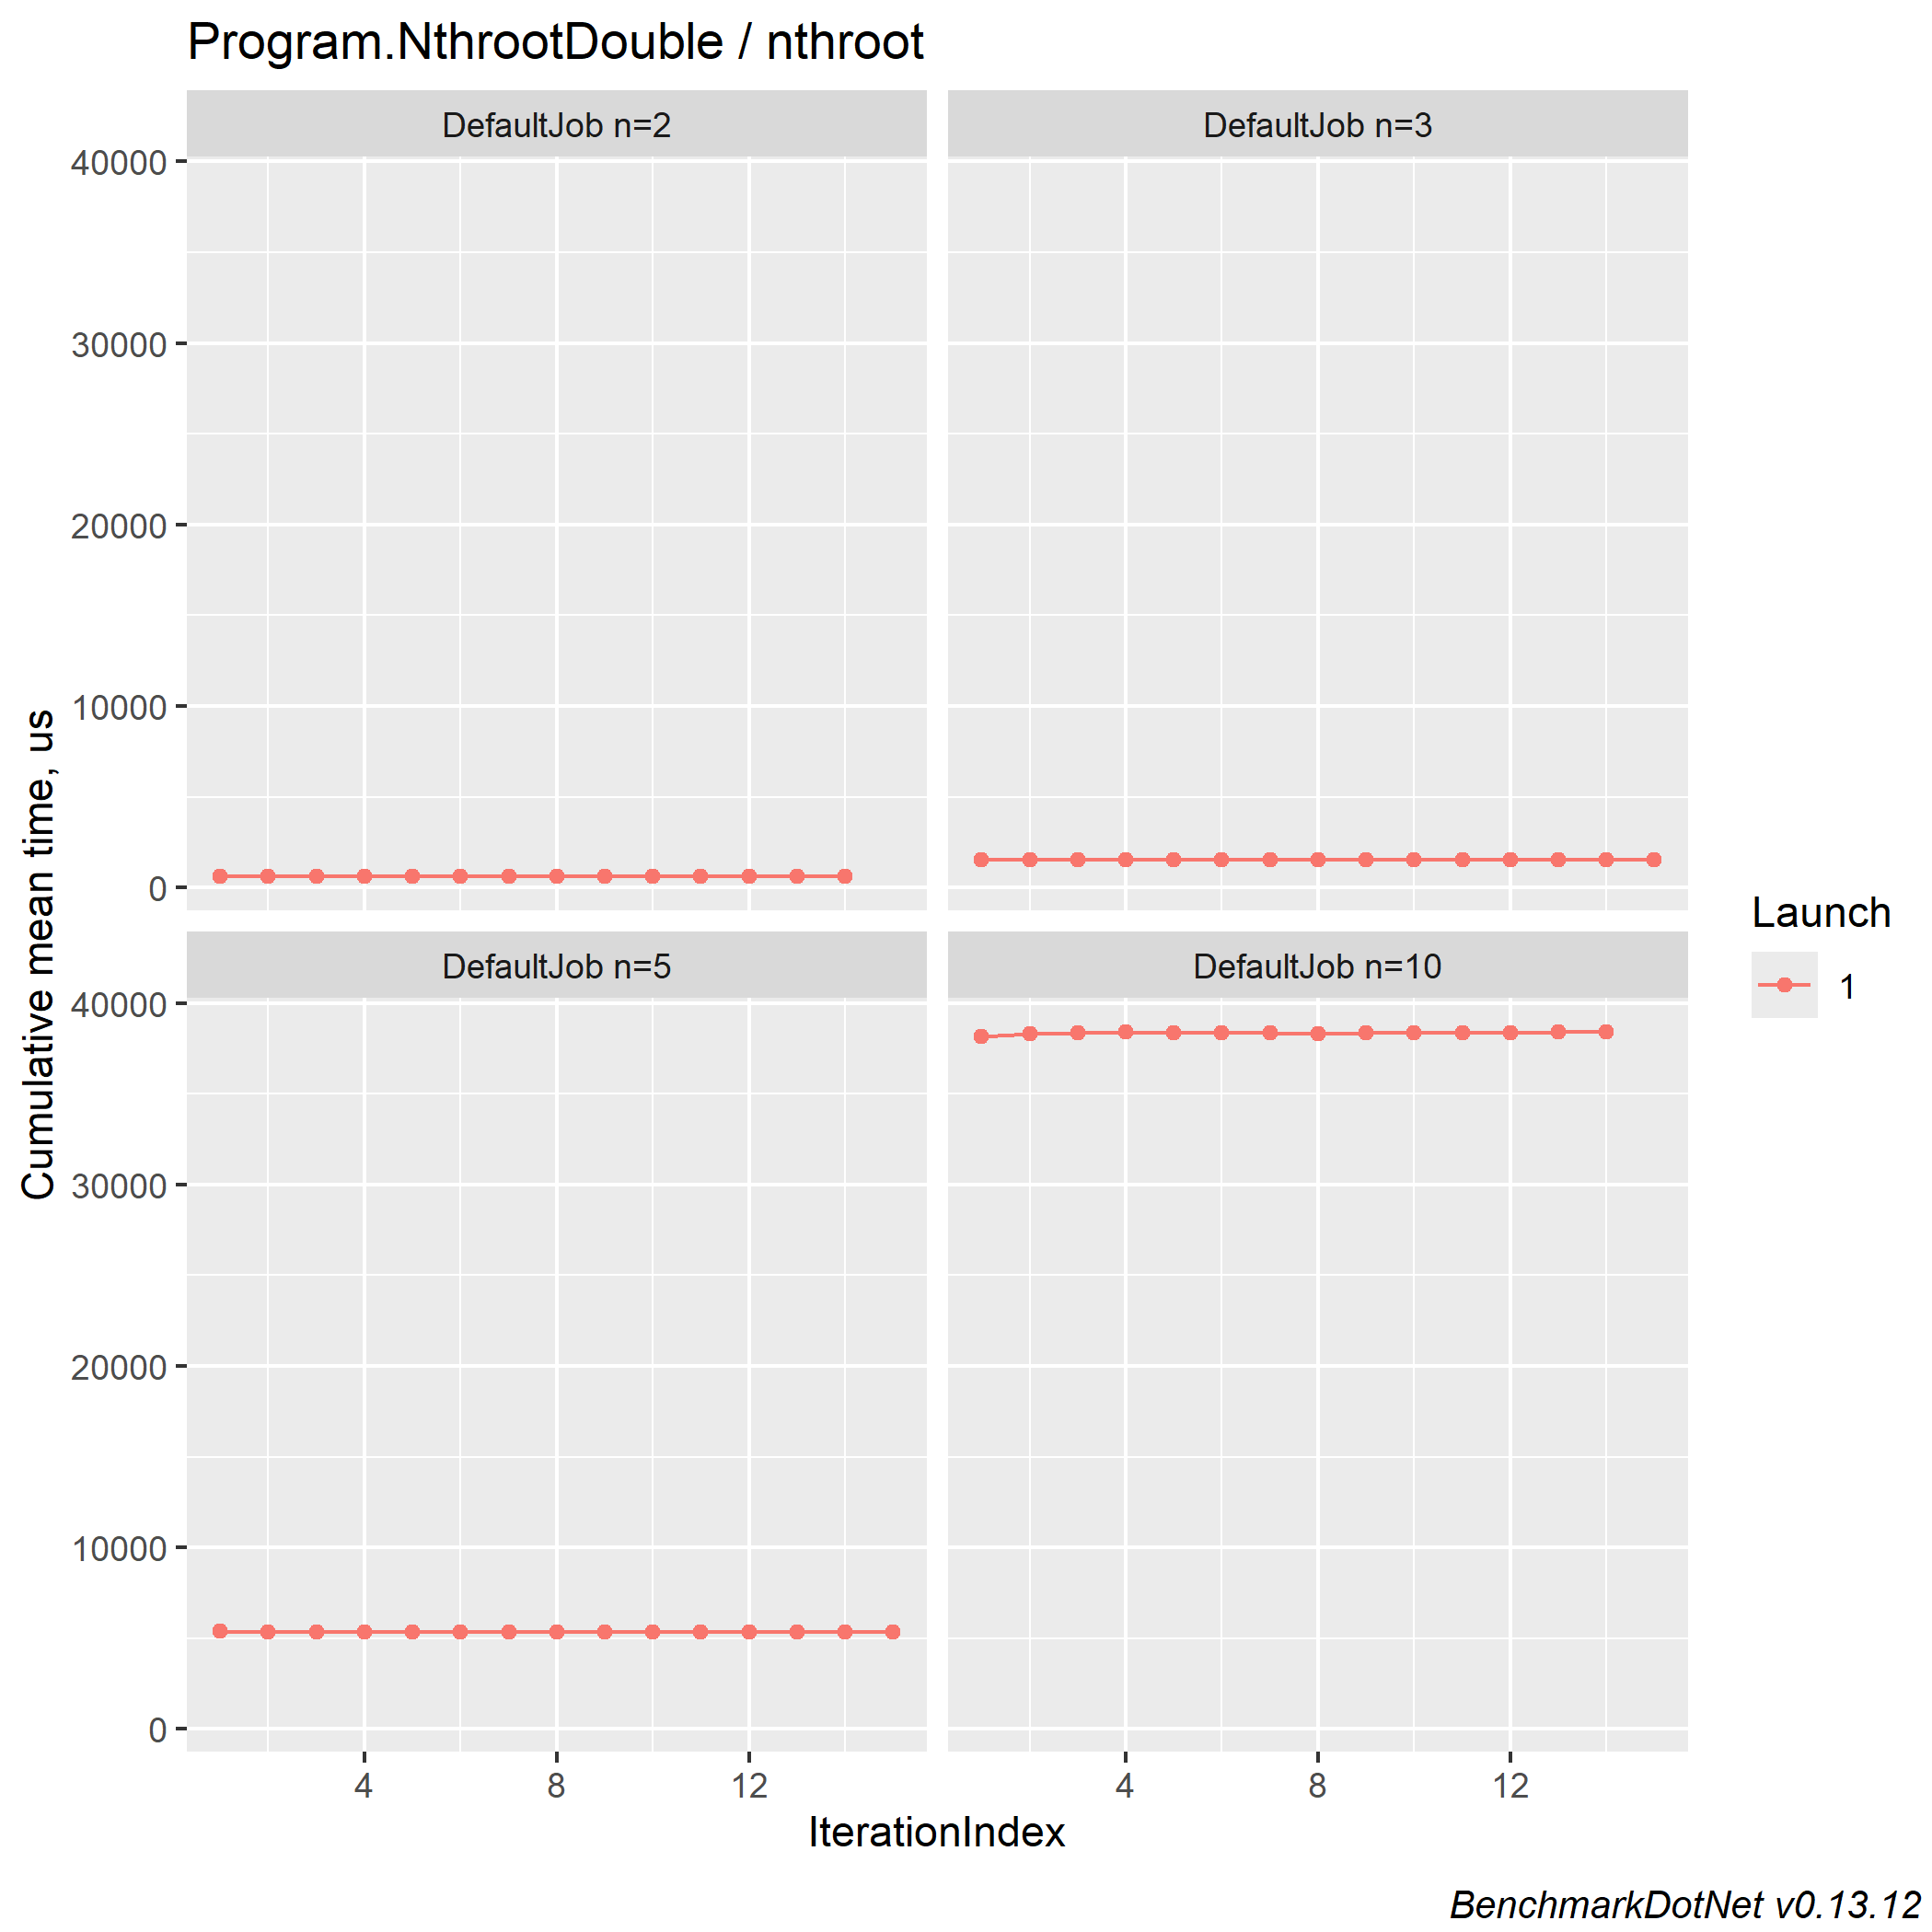 Program.NthrootDouble / nthroot
DefaultJob n=2
DefaultJob n=3
40000
30000
20000
10000
0
DefaultJob n=5
DefaultJob n=10
40000
30000
20000
10000
0
4
8
12
4
8
12
IterationIndex
Cumulative mean time, us
Launch
1
BenchmarkDotNet v0.13.12